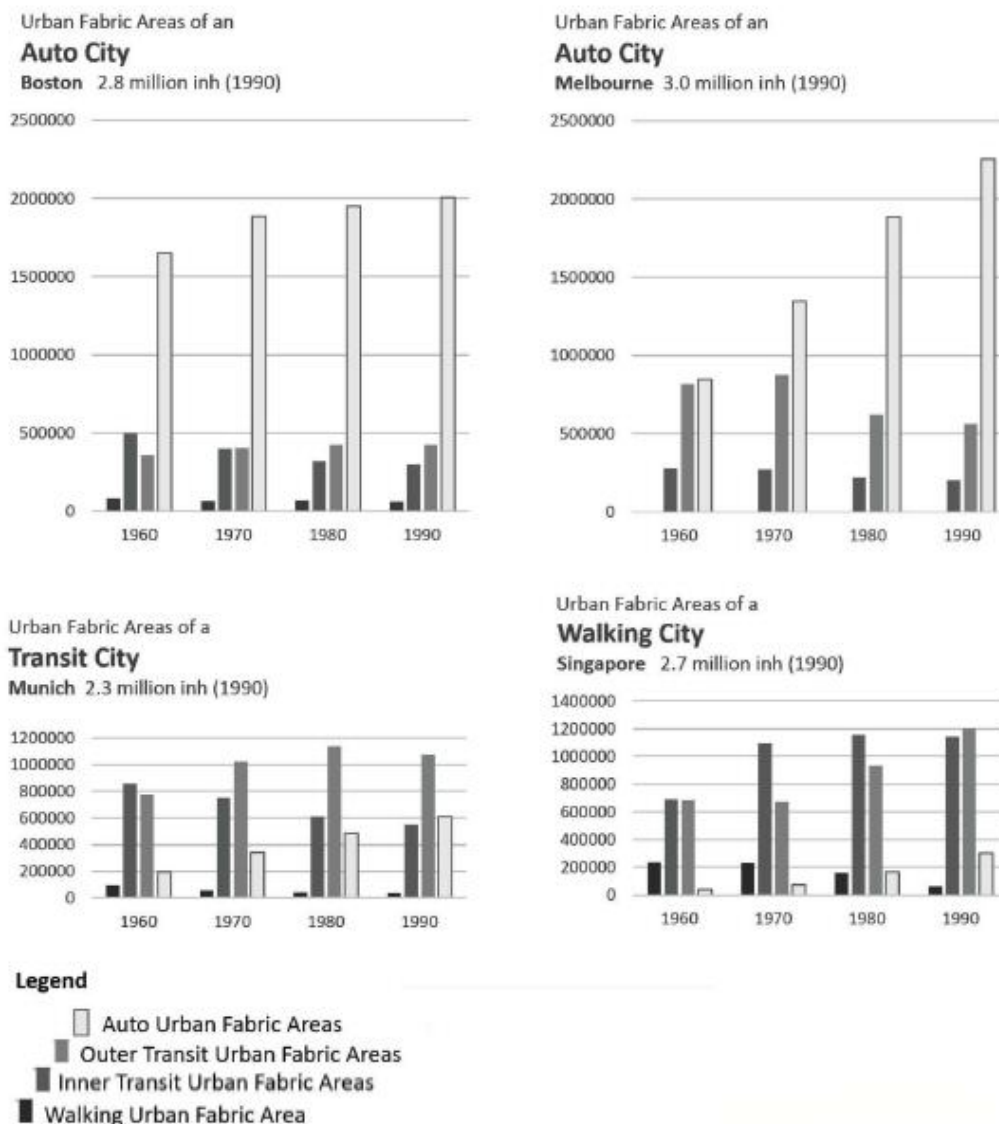 Urban Fabric Areas of an
Auto City
Boston 2.8 million inh (1990)
2500000
2000000
1500000
1000000
500000
0
1960 1970 1980 1990
Urban Fabric Areas of an
Auto City
Melbourne 3.0 million inh (1990)
2500000
2000000
1500000
1000000
500000
0
1960 1970 1980 1990
Urban Fabric Areas of a
Transit City
Munich 2.3 million inh (1990)
1200000
1000000
800000
600000
400000
200000
0
1960 1970 1980 1990
Urban Fabric Areas of a
Walking City
Singapore 2.7 million inh (1990)
1400000
1200000
1000000
800000
600000
400000
200000
0
1960 1970 1980 1990
Legend
Auto Urban Fabric Areas
Outer Transit Urban Fabric Areas
Inner Transit Urban Fabric Areas
Walking Urban Fabric Area